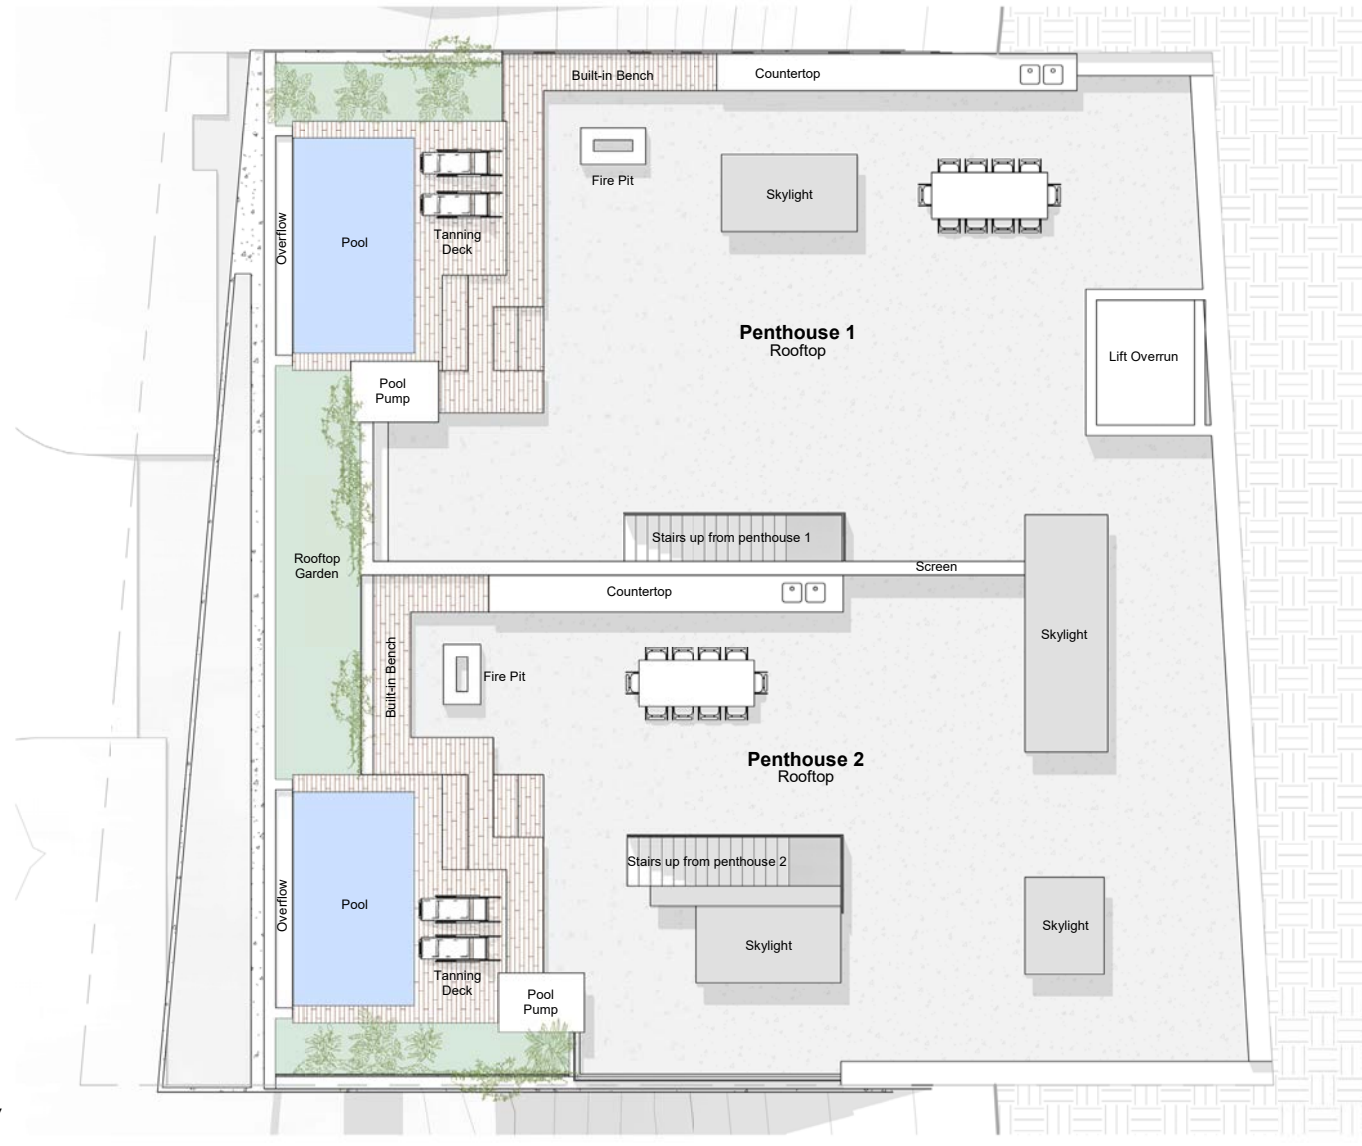 Built-in Bench
Countertop
Fire Pit
Skylight
Overflow
Pool
Tanning
Deck
Penthouse 1
Rooftop
Lift Overrun
Pool
Pump
Stairs up from penthouse 1
Screen
Rooftop
Garden
Countertop
Built-in Bench
Fire Pit
Skylight
Penthouse 2
Rooftop
Stairs up from penthouse 2
Overflow
Pool
Skylight
Skylight
Tanning
Deck
Pool
Pump